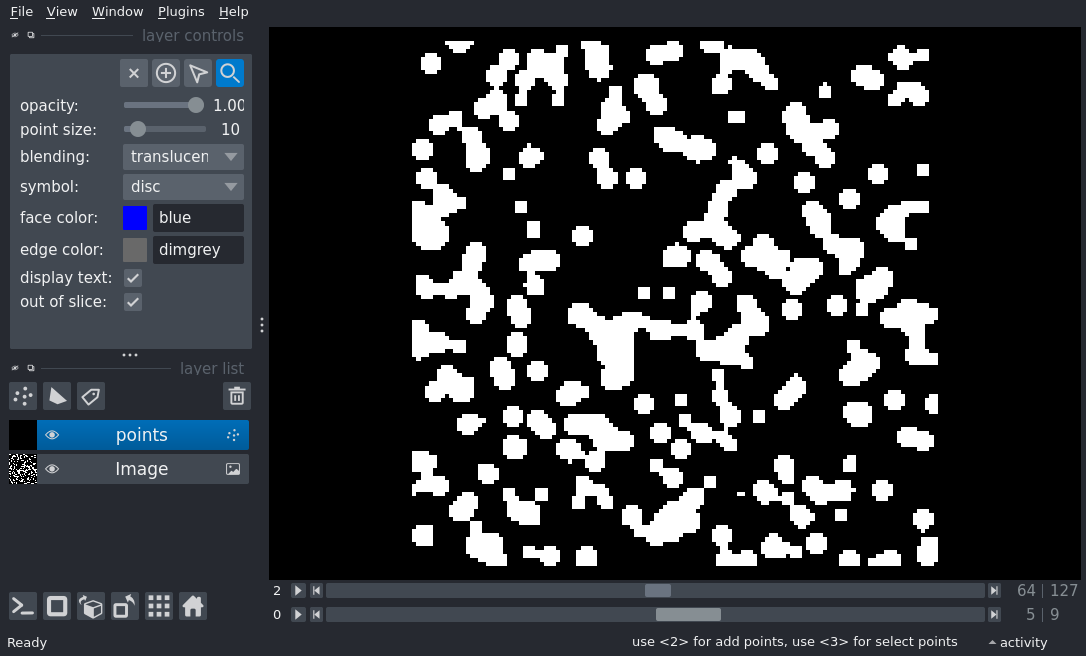 File View Window Plugins Help
layer controls
opacity: 1.00
point size: 10
blending: translucen
symbol: disc
face color: blue
edge color: dimgrey
display text:
out of slice:
layer list
points
Image
2 64 | 127
0 5 | 9
Ready use <2> for add points, use <3> for select points activity